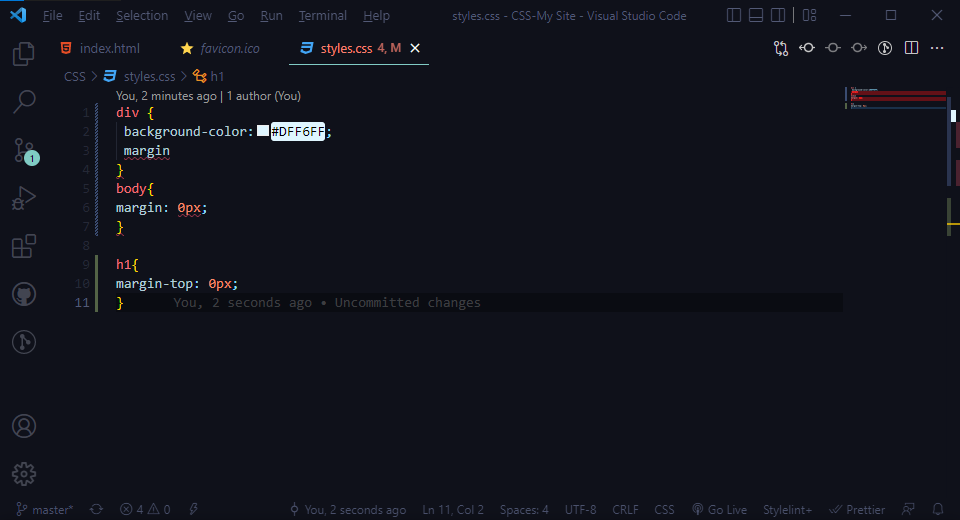 File Edit Selection View Go Run Terminal Help styles.css - CSS-My Site - Visual Studio Code
index.html favicon.ico styles.css 4, M
CSS > styles.css > h1
You, 2 minutes ago | 1 author (You)
1 div {
2 background-color: #DFF6FF;
3 margin
4 }
5 body{
6 margin: 0px;
7 }
8
9 h1{
10 margin-top: 0px;
11 } You, 2 seconds ago • Uncommitted changes
1
master* 4 0 You, 2 seconds ago Ln 11, Col 2 Spaces: 4 UTF-8 CRLF CSS Go Live Stylelint+ Prettier